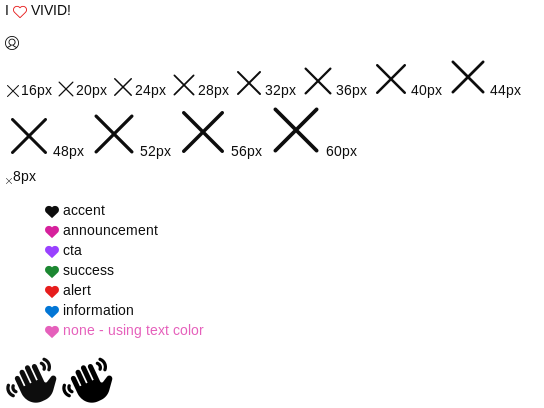 I VIVID!
16px 20px 24px 28px 32px 36px 40px 44px
48px 52px 56px 60px
8px
accent
announcement
cta
success
alert
information
none - using text color